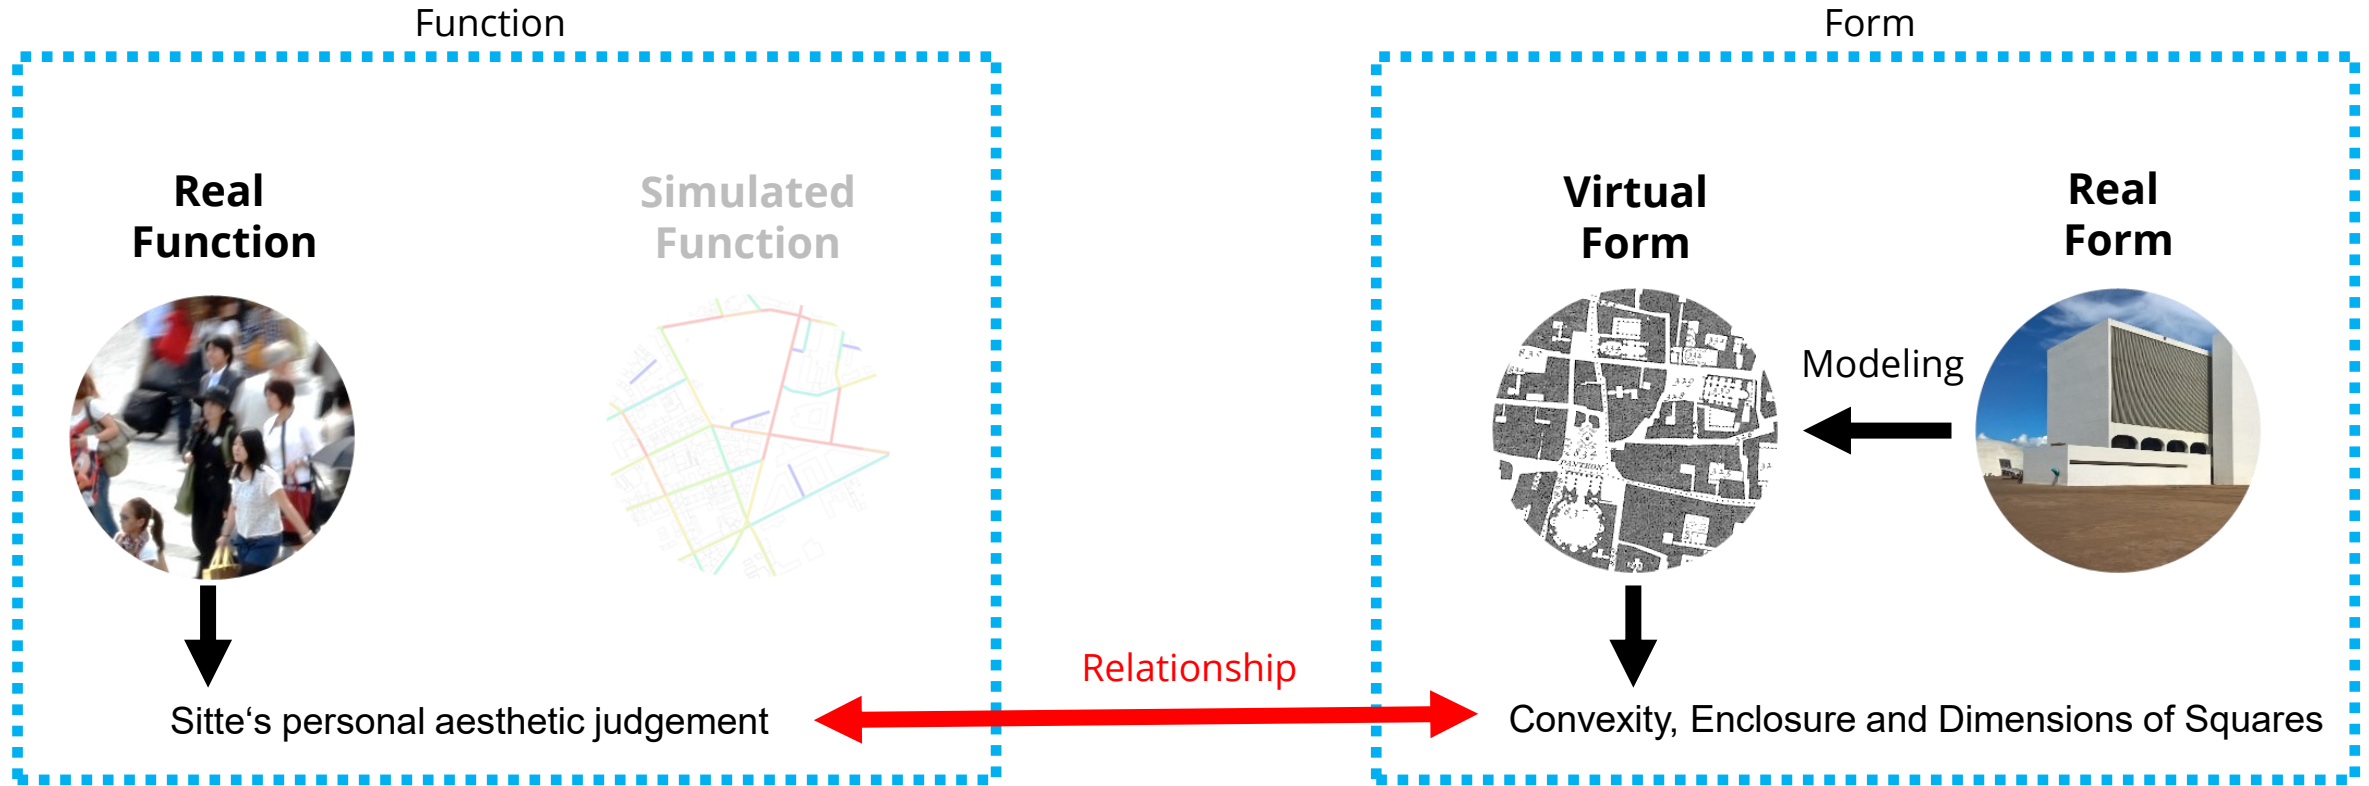 Function
Form
Real
Function
Simulated
Function
Virtual
Form
Real
Form
Modeling
PANTHEON
Relationship
Sitte‘s personal aesthetic judgement
Convexity, Enclosure and Dimensions of Squares